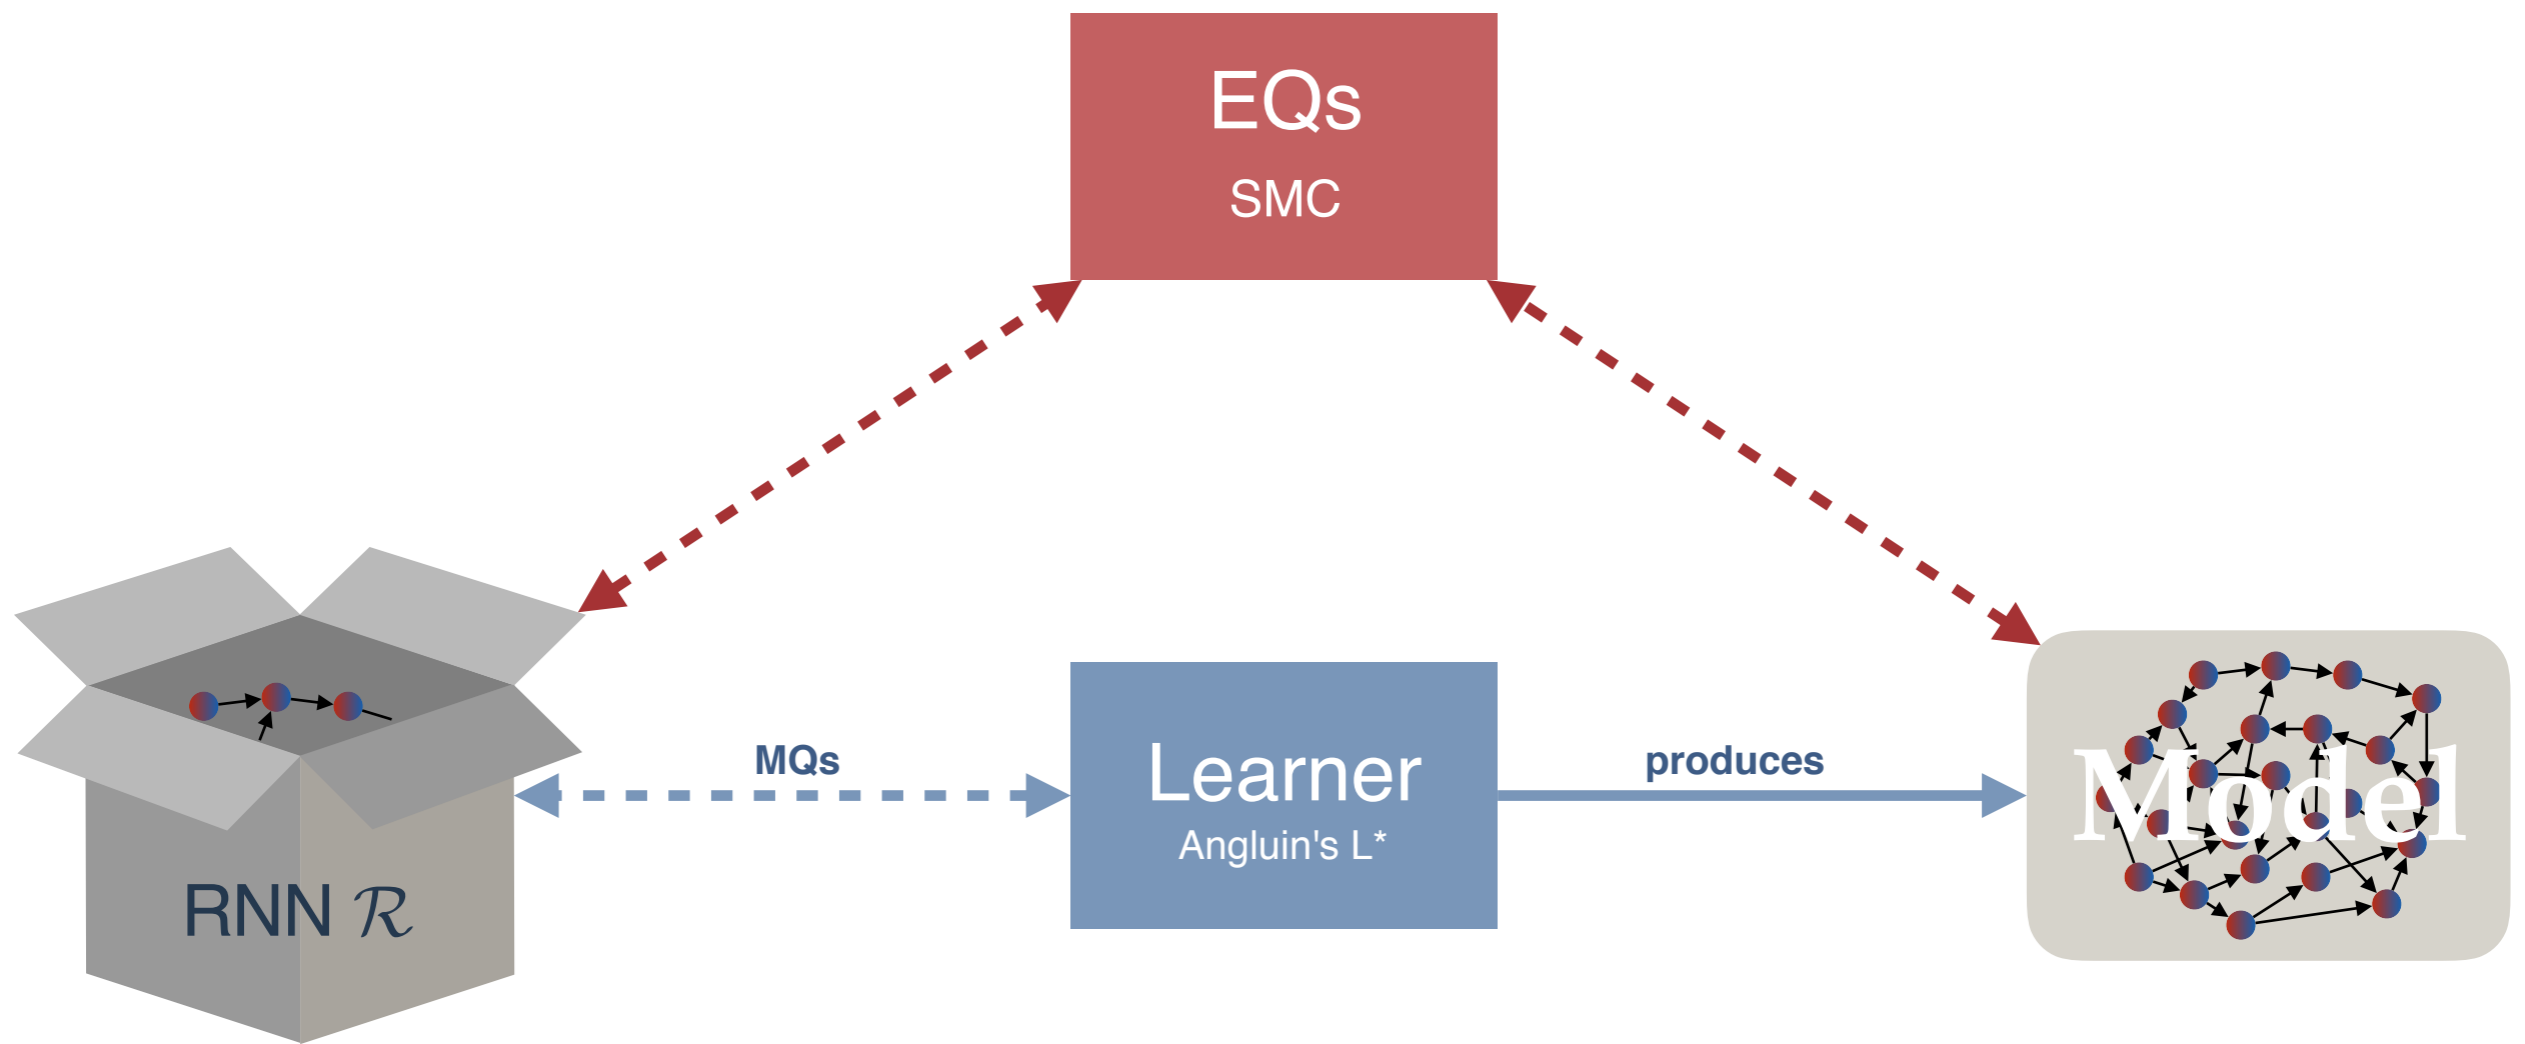 EQs
SMC
MQs
Learner
Angluin's L*
produces
Model
RNN ℛ